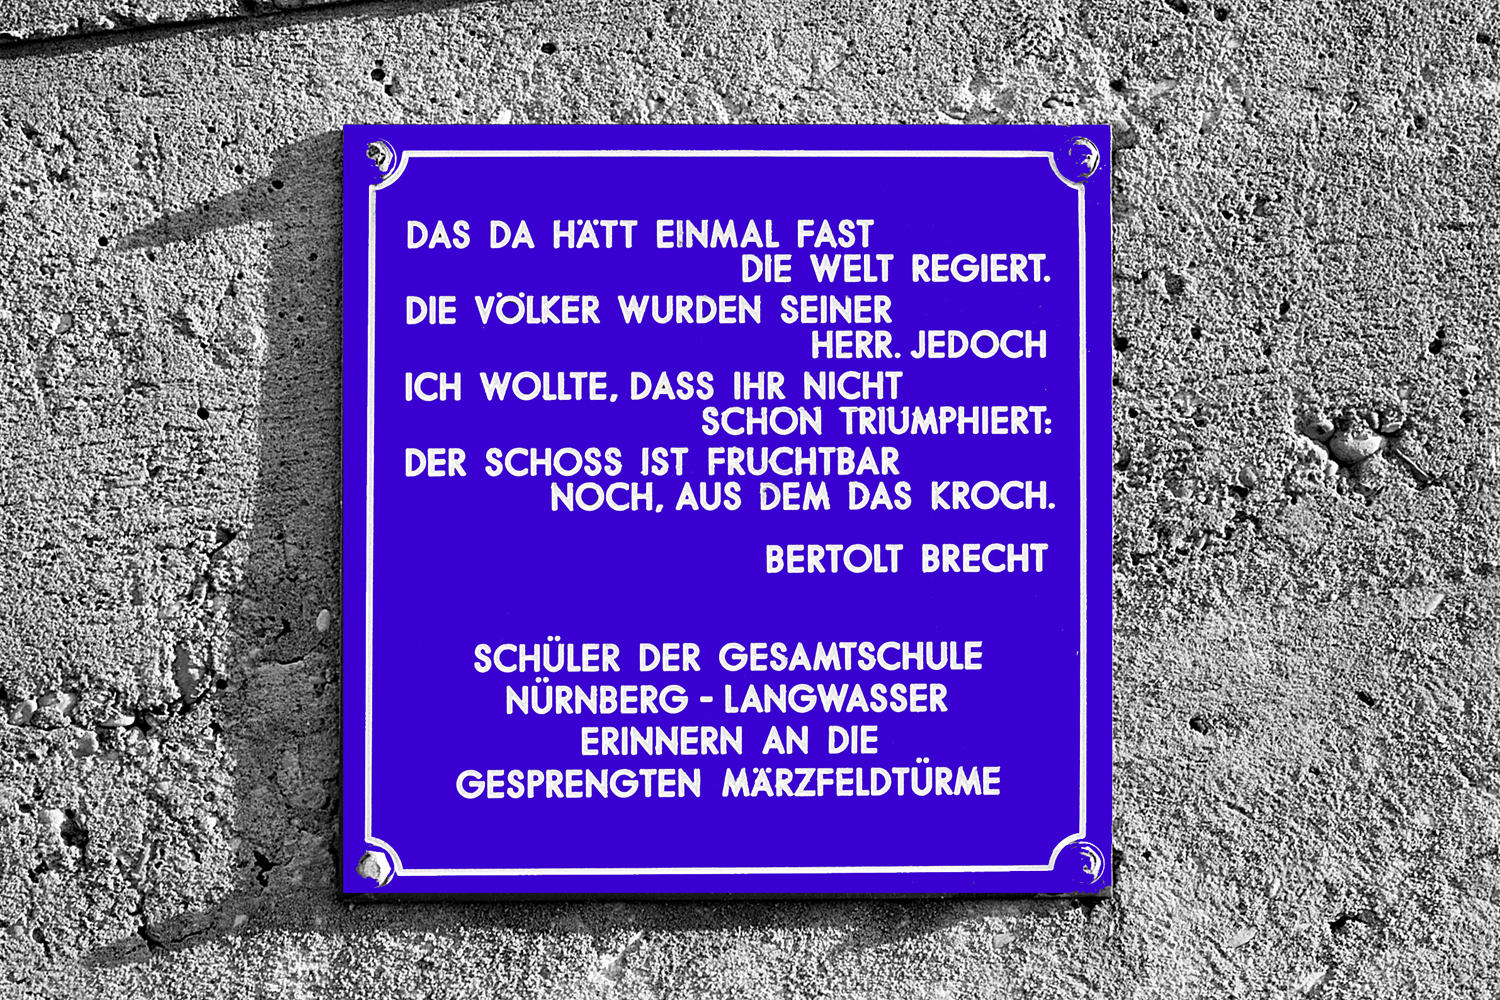 DAS DA HÄTT EINMAL FAST
DIE WELT REGIERT.
DIE VÖLKER WURDEN SEINER
HERR. JEDOCH
ICH WOLLTE, DASS IHR NICHT
SCHON TRIUMPHIERT:
DER SCHOSS IST FRUCHTBAR
NOCH, AUS DEM DAS KROCH.
BERTOLT BRECHT
SCHÜLER DER GESAMTSCHULE
NÜRNBERG - LANGWASSER
ERINNERN AN DIE
GESPRENGTEN MÄRZFELDTÜRME